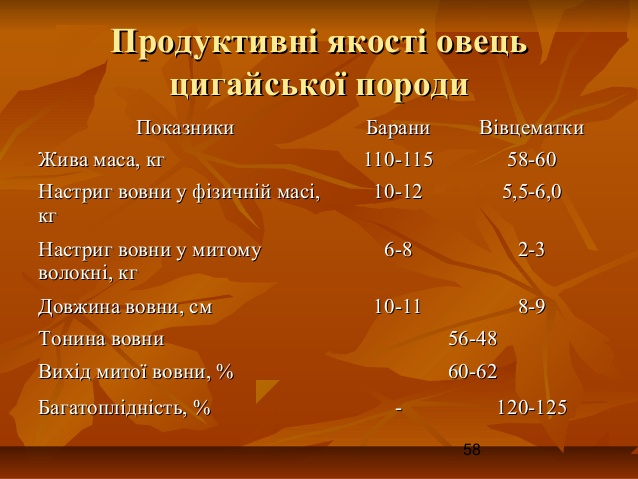 Продуктивні якості овець
цигайської породи
Показники Барани Вівцематки
Жива маса, кг 110-115 58-60
Настриг вовни у фізичній масі, 10-12 5,5-6,0
кг
Настриг вовни у митому 6-8 2-3
волокні, кг
Довжина вовни, см 10-11 8-9
Тонина вовни 56-48
Вихід митої вовни, % 60-62
Багатоплідність, % - 120-125
58